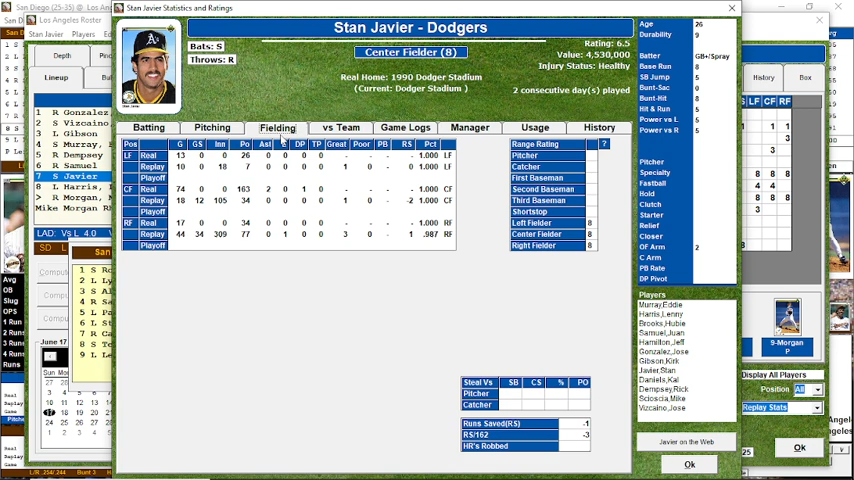 San Diego (25-35) @ Lo
Los Angeles Roster
Stan Javier Players
Depth
Lineup
1 R Gonzalez,
2 S Vizcaino,
3 L Gibson
4 S Murray,
5 R Dempsey
6 R Samuel
7 S Javier
8 L Harris,
> R Morgan,
Mike Morgan
LAD: Vs L 4.0
Stan Javier Statistics and Ratings
Stan Javier - Dodgers
Bats: S
Throws: R
Center Fielder (8)
Real Home: 1990 Dodger Stadium
(Current: Dodger Stadium )
Rating: 6.5
Value: 4,530,000
Injury Status: Healthy
2 consecutive day(s) played
Batting Pitching Fielding vs Team Game Logs Manager Usage History
Pos G GS Inn Po Ast E DP TP Great Poor PB RS Pct
LF Real 13 0 0 26 0 0 0 0 - - - - 1.000 LF
Replay 10 0 18 7 0 0 0 0 1 0 - 0 1.000 LF
Playoff
CF Real 74 0 0 163 2 0 1 0 - - - - 1.000 CF
Replay 18 12 105 34 0 0 0 0 1 0 - -2 1.000 CF
Playoff
RF Real 17 0 0 34 0 0 0 0 - - - - 1.000 RF
Replay 44 34 309 77 0 1 0 0 3 0 - 1 .987 RF
Playoff
Range Rating ?
Pitcher
Catcher
First Baseman
Second Baseman
Third Baseman
Shortstop
Left Fielder 8
Center Fielder 8
Right Fielder 8
Steal Vs SB CS % PO
Pitcher
Catcher
Runs Saved(RS) -1
RS/162 -3
HR's Robbed
Age 26
Durability 9
Batter GB+/Spray
Base Run 8
SB Jump 5
Bunt-Sac 0
Bunt-Hit 8
Hit & Run 5
Power vs L 5
Power vs R 5
Pitcher
Specialty
Fastball
Hold
Clutch
Starter
Relief
Closer
OF Arm 2
C Arm
PB Rate
DP Pivot
Players
Murray,Eddie
Harris,Lenny
Brooks,Hubie
Samuel,Juan
Hamilton,Jeff
Gonzalez,Jose
Gibson,Kirk
Javier,Stan
Daniels,Kal
Dempsey,Rick
Scioscia,Mike
Vizcaino,Jose
Javier on the Web
Ok
History Box
LF CF RF
9-Morgan
P
Display All Players
Position All
Replay Stats
Ok
June 17
Sun
Avg
OB
Slug
OPS
1 Run
Runs